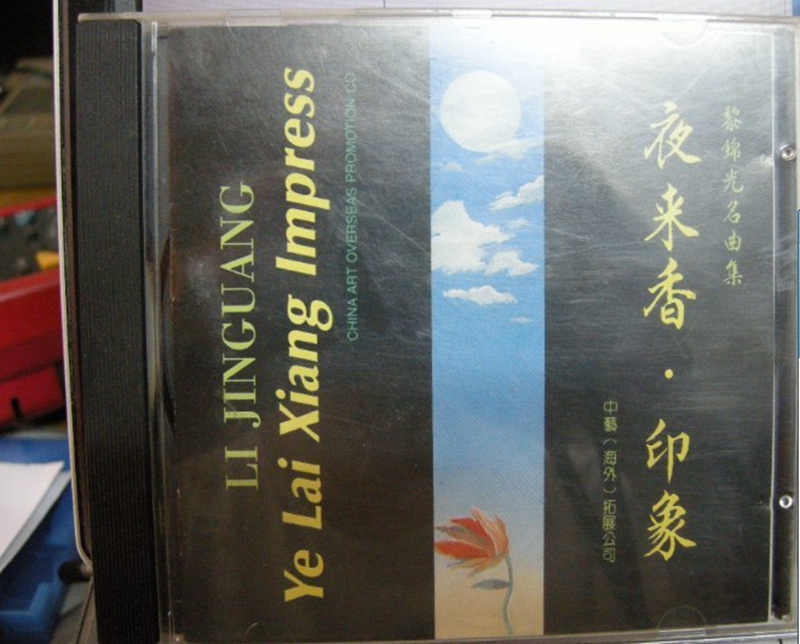 黎錦光名曲集
夜来香·印象
中藝（海外）拓展公司
LI JINGUANG
Ye Lai Xiang Impress
CHINA ART OVERSEAS PROMOTION CO